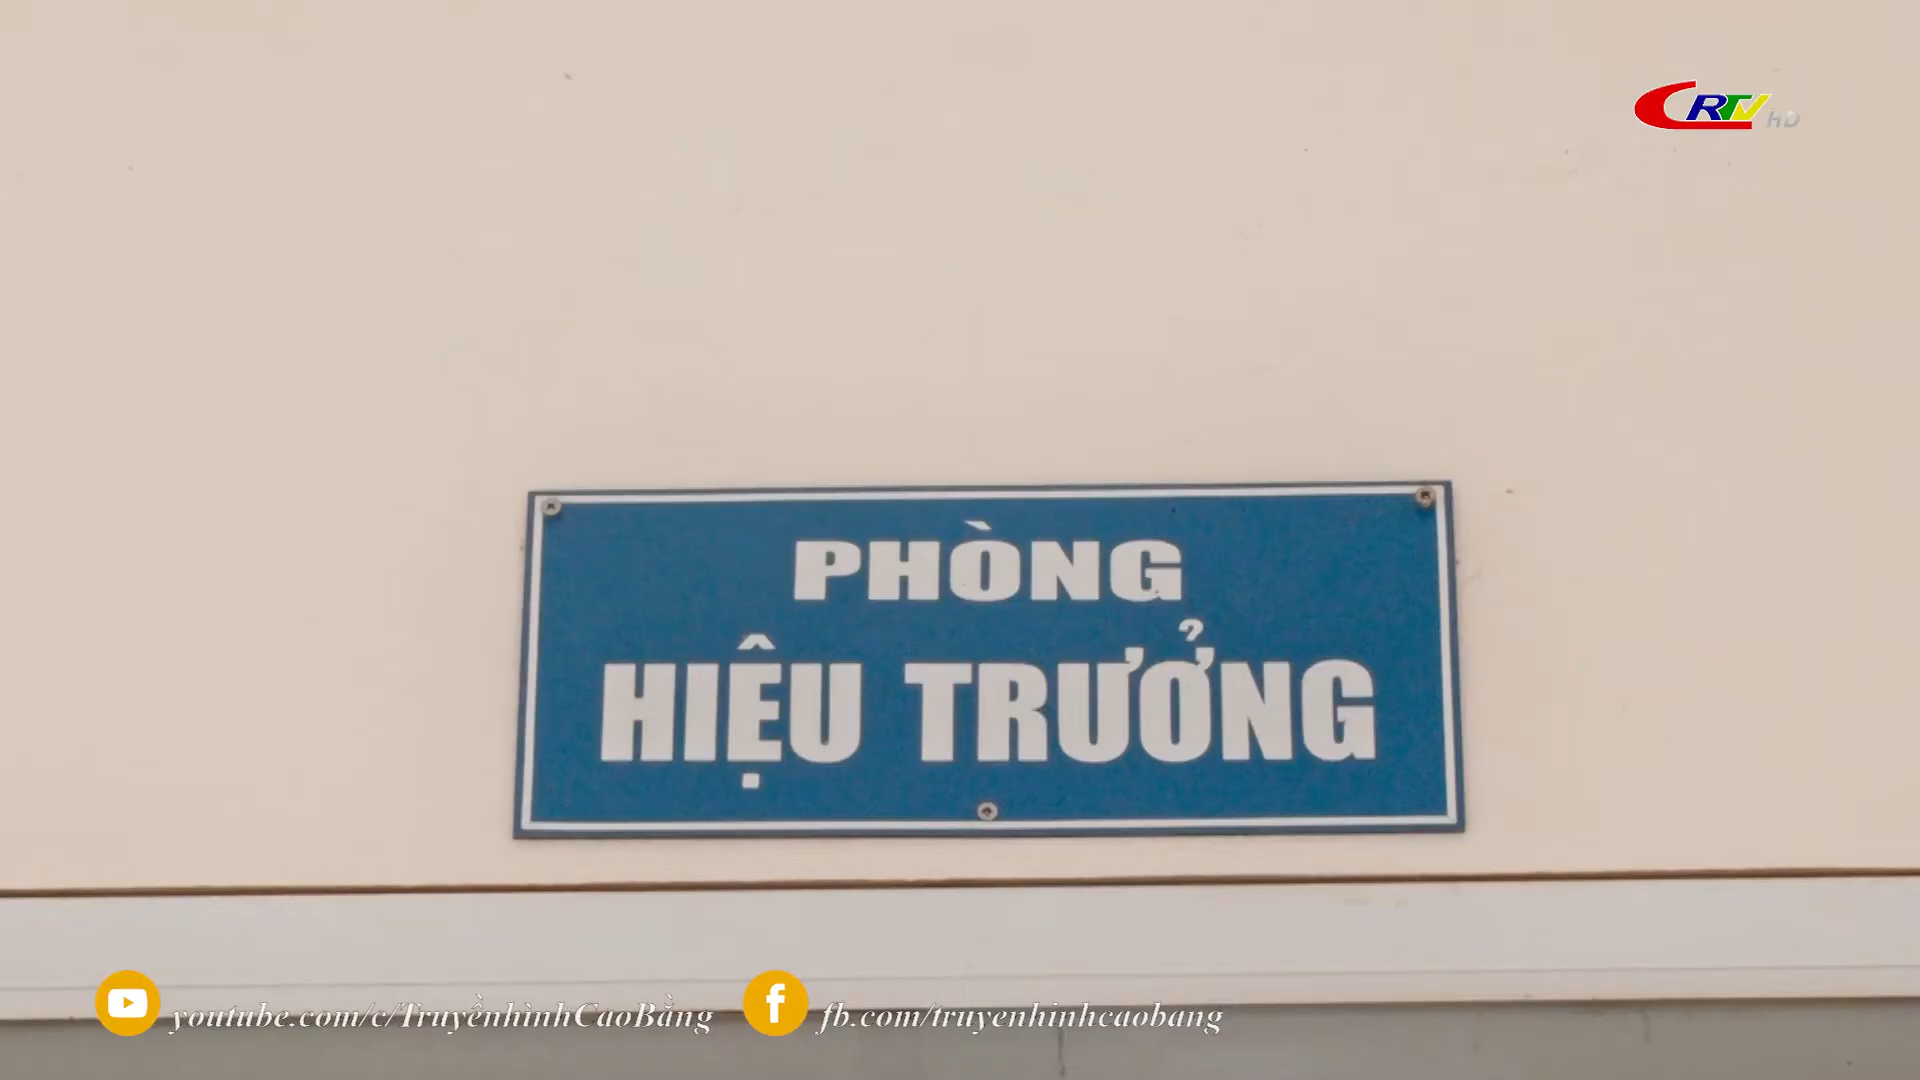 CRTV HD
PHÒNG
HIỆU TRƯỞNG
youtube.com/c/TruyềnhìnhCaoBằng
fb.com/truyenhinhcaobang